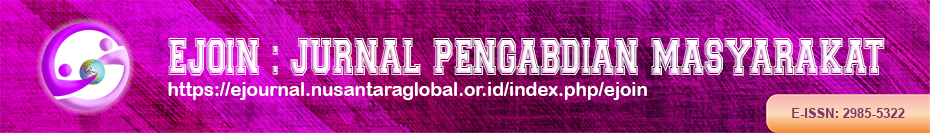 EJOIN : JURNAL PENGABDIAN MASYARAKAT
https://ejournal.nusantaraglobal.or.id/index.php/ejoin
E-ISSN: 2985-5322